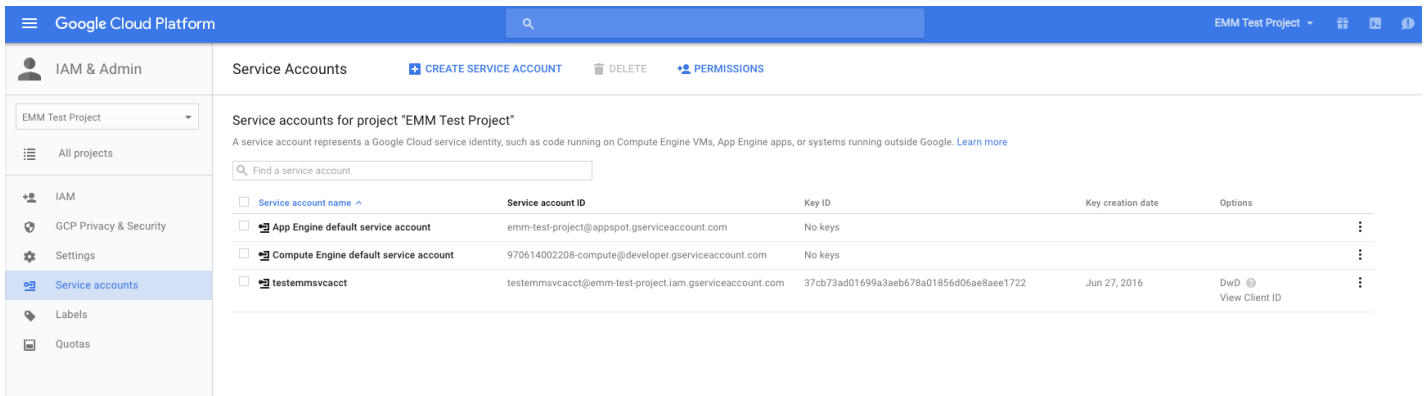 Google Cloud Platform
EMM Test Project
IAM & Admin
Service Accounts
CREATE SERVICE ACCOUNT
DELETE
PERMISSIONS
EMM Test Project
All projects
IAM
GCP Privacy & Security
Settings
Service accounts
Labels
Quotas
Service accounts for project "EMM Test Project"
A service account represents a Google Cloud service identity, such as code running on Compute Engine VMs, App Engine apps, or systems running outside Google. Learn more
Find a service account
Service account name Service account ID Key ID Key creation date Options
App Engine default service account emm-test-project@appspot.gserviceaccount.com No keys
Compute Engine default service account 970614002208-compute@developer.gserviceaccount.com No keys
testemmsvcacct testemmsvcacct@emm-test-project.iam.gserviceaccount.com 37cb73ad01699a3aeb678a01856d06ae8aee1722 Jun 27, 2016 DwD
View Client ID